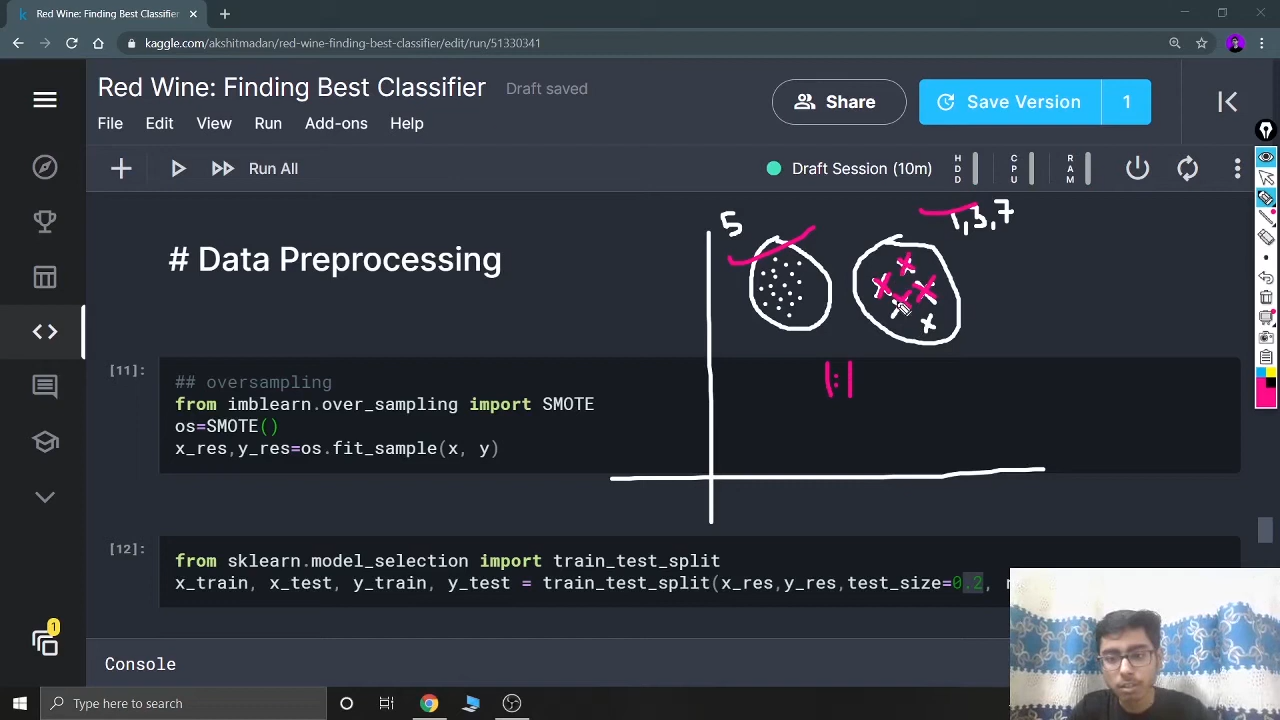 Red Wine: Finding Best Classifier
kaggle.com/akshitmadan/red-wine-finding-best-classifier/edit/run/51330341
Red Wine: Finding Best Classifier
Draft saved
Share
Save Version
1
File
Edit
View
Run
Add-ons
Help
Run All
Draft Session (10m)
HDD
CPU
RAM
5
1,3,7
# Data Preprocessing
1:1
[11]:
## oversampling
from imblearn.over_sampling import SMOTE
os=SMOTE()
x_res,y_res=os.fit_sample(x, y)
[12]:
from sklearn.model_selection import train_test_split
x_train, x_test, y_train, y_test = train_test_split(x_res,y_res,test_size=0.2, r
1
Console
Type here to search